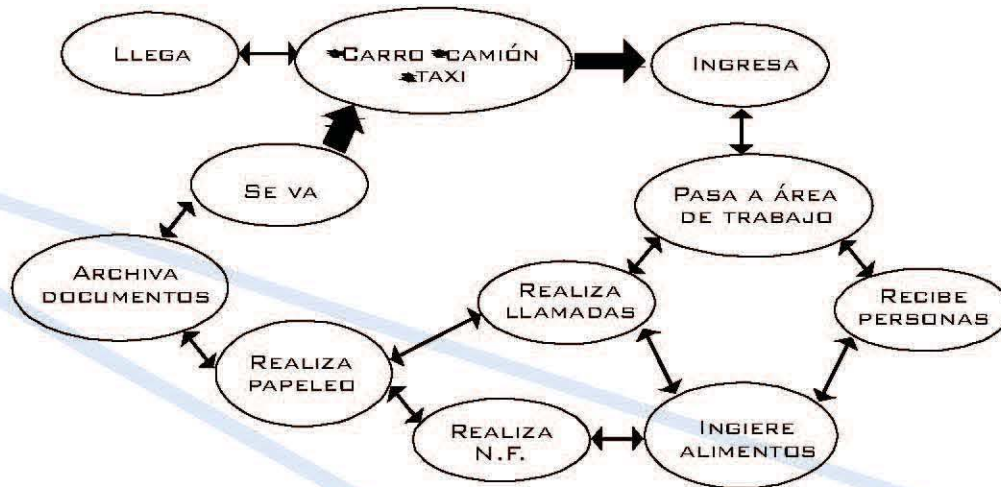 LLEGA
CARRO CAMIÓN
TAXI
INGRESA
SE VA
PASA A ÁREA
DE TRABAJO
ARCHIVA
DOCUMENTOS
REALIZA
LLAMADAS
RECIBE
PERSONAS
REALIZA
PAPELEO
REALIZA
N.F.
INGIERE
ALIMENTOS